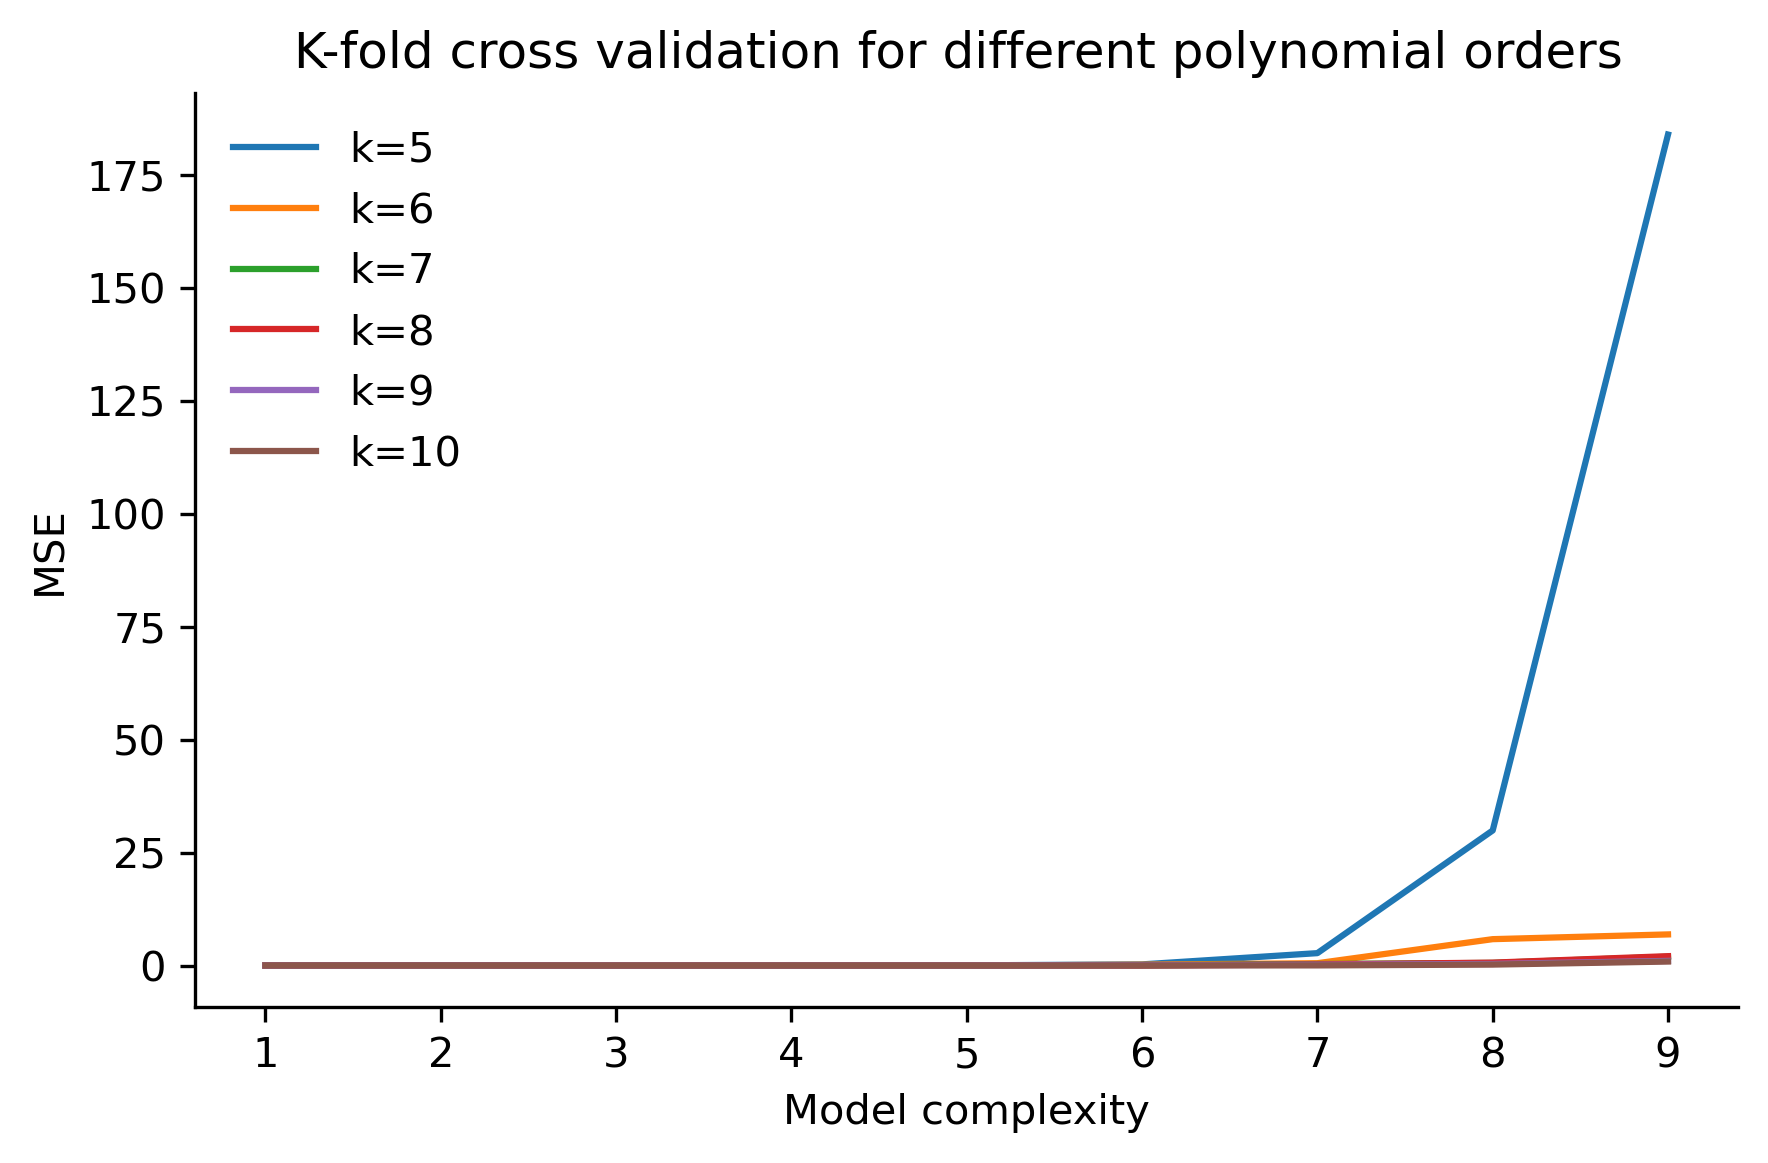 K-fold cross validation for different polynomial orders
k=5
k=6
k=7
k=8
k=9
k=10
MSE
175
150
125
100
75
50
25
0
1 2 3 4 5 6 7 8 9
Model complexity